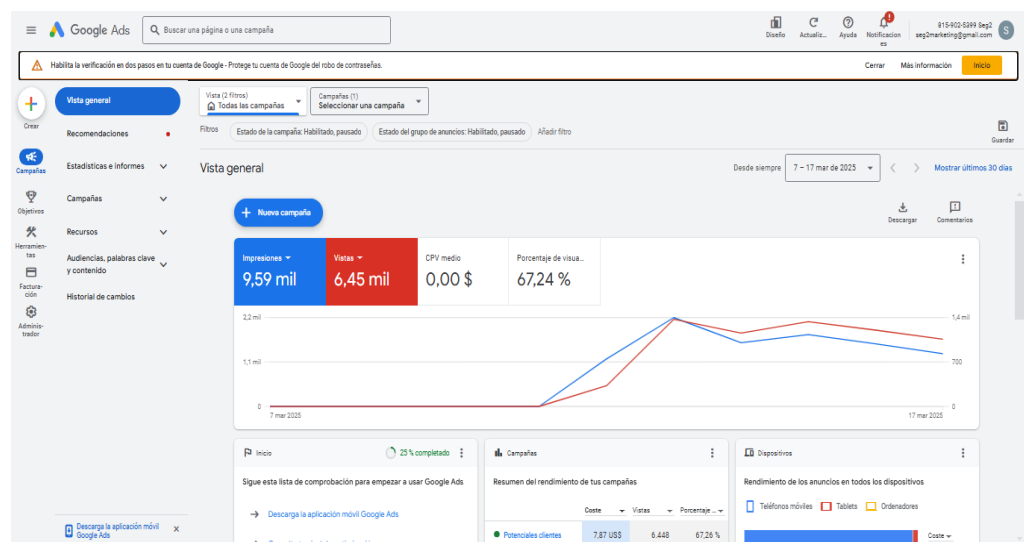 Google Ads
Buscar una página o una campaña
Diseño
Actualiz...
Ayuda
Notificacion
es
815-902-5399 Seg2
seg2marketing@gmail.com
S
Habilita la verificación en dos pasos en tu cuenta de Google - Protege tu cuenta de Google del robo de contraseñas.
Cerrar
Más información
Inicio
Crear
Campañas
Objetivos
Herramien-
tas
Factura-
ción
Adminis-
trador
Vista general
Recomendaciones
Estadísticas e informes
Campañas
Recursos
Audiencias, palabras clave
y contenido
Historial de cambios
Descarga la aplicación móvil
Google Ads
Vista (2 filtros)
Todas las campañas
Campañas (1)
Seleccionar una campaña
Filtros
Estado de la campaña: Habilitado, pausado
Estado del grupo de anuncios: Habilitado, pausado
Añadir filtro
Guardar
Vista general
Desde siempre
7 – 17 mar de 2025
Mostrar últimos 30 días
Nueva campaña
Descargar
Comentarios
Impresiones
9,59 mil
Vistas
6,45 mil
CPV medio
0,00 $
Porcentaje de visua...
67,24 %
2,2 mil
1,1 mil
0
1,4 mil
700
0
7 mar 2025
17 mar 2025
Inicio
25 % completado
Sigue esta lista de comprobación para empezar a usar Google Ads
Descarga la aplicación móvil Google Ads
Campañas
Resumen del rendimiento de tus campañas
Coste
Vistas
Porcentaje ...
Potenciales clientes
7,87 US$
6.448
67,26 %
Dispositivos
Rendimiento de los anuncios en todos los dispositivos
Teléfonos móviles
Tablets
Ordenadores
Coste